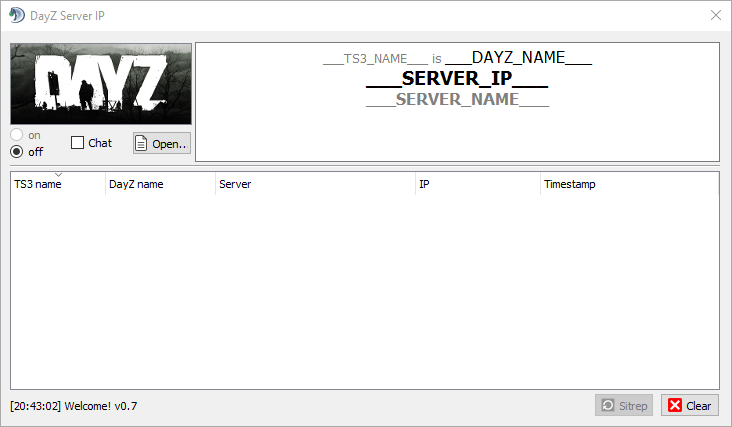 DayZ Server IP
DAYZ
___TS3_NAME___ is ___DAYZ_NAME___
___SERVER_IP___
___SERVER_NAME___
on
off
Chat
Open...
TS3 name DayZ name Server IP Timestamp
[20:43:02] Welcome! v0.7
Sitrep
Clear